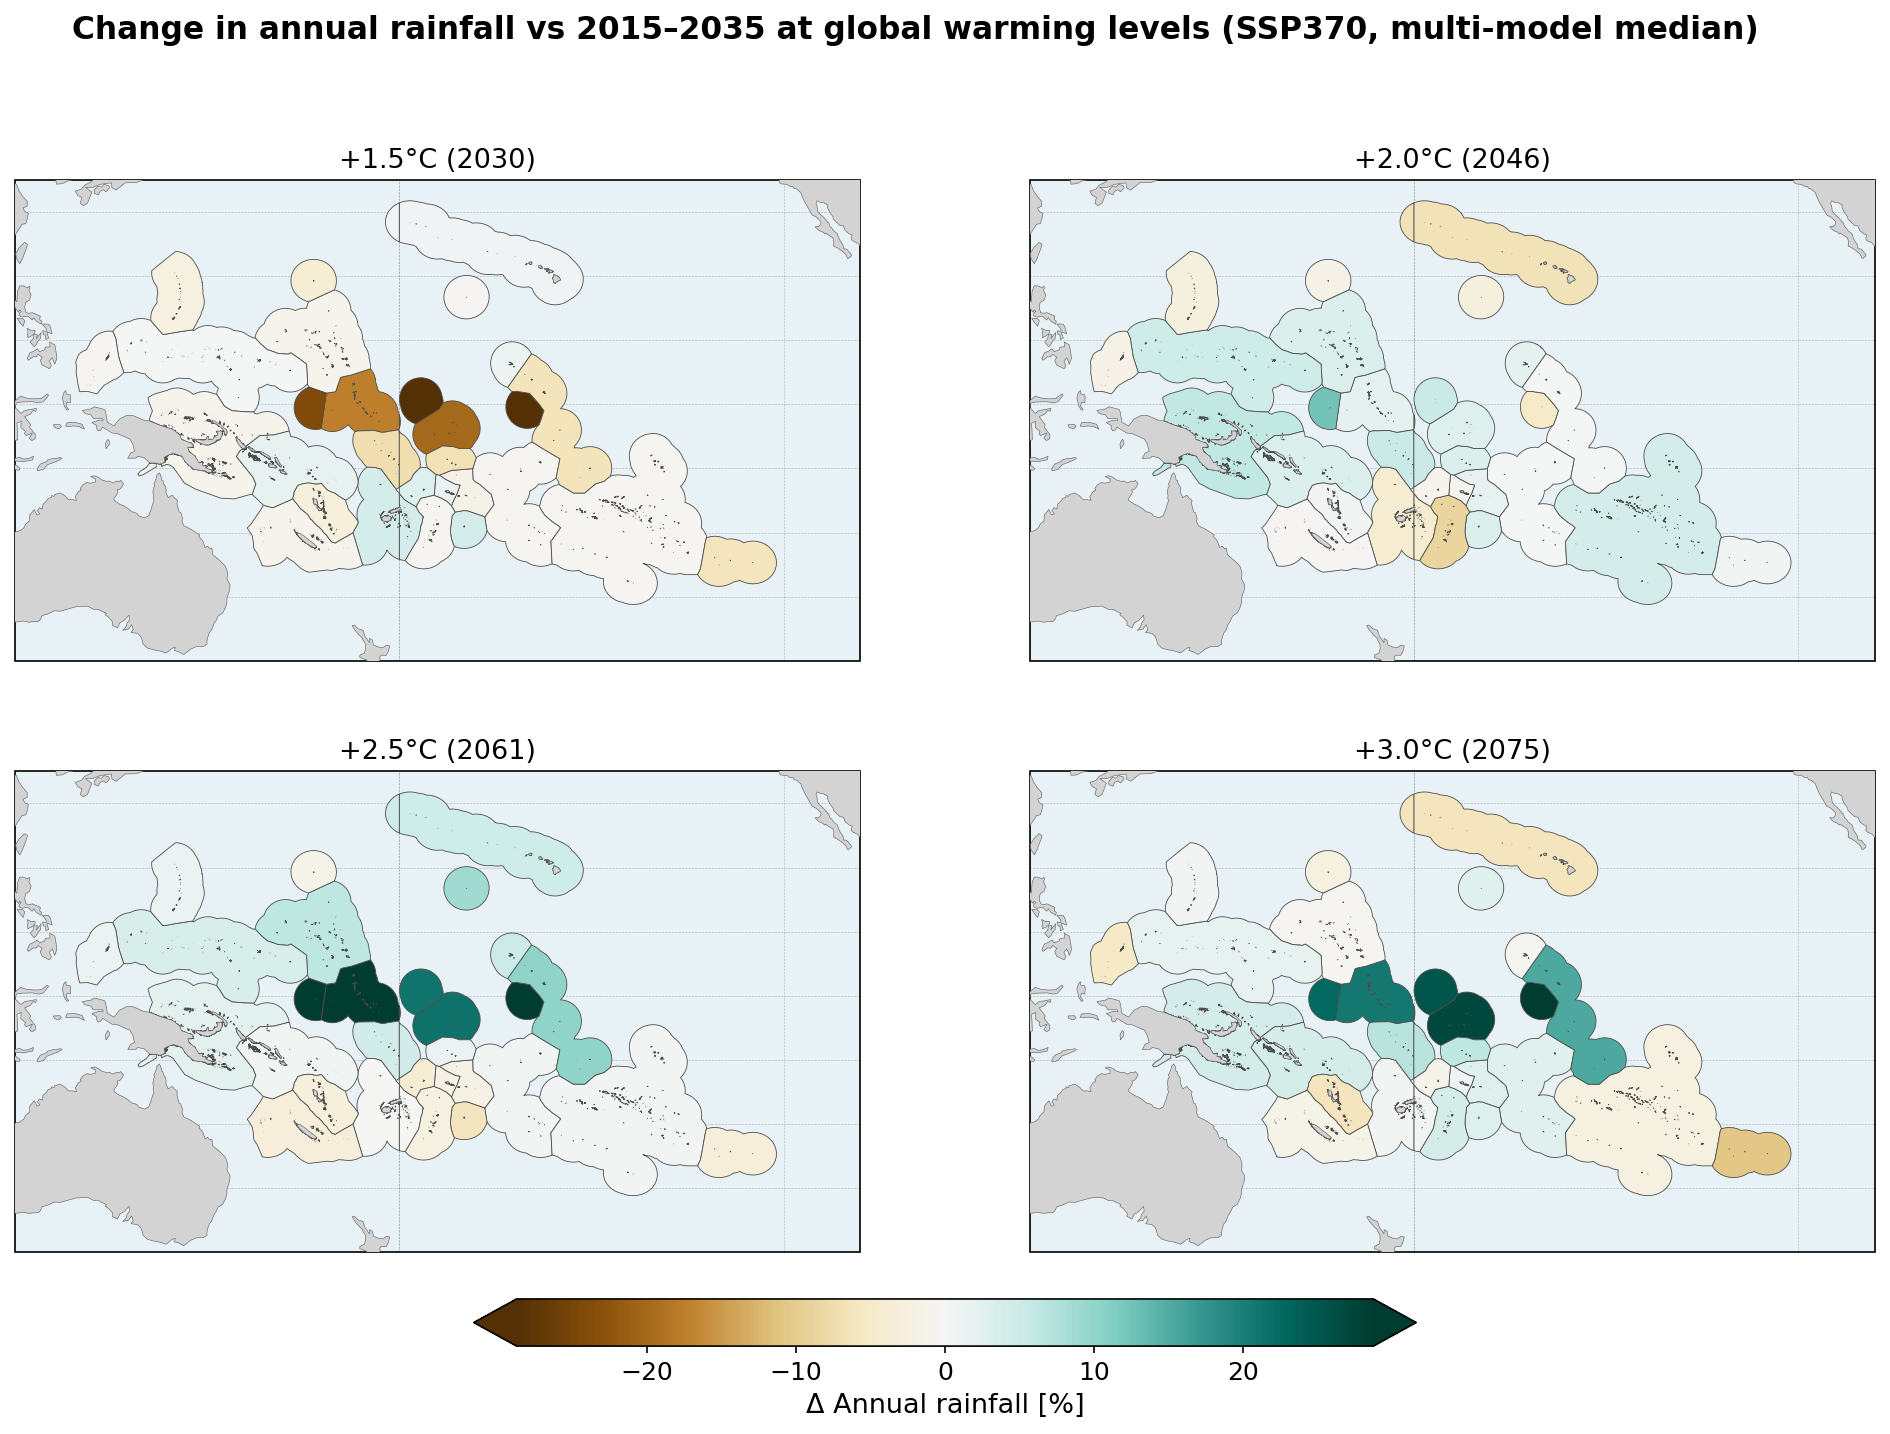 Change in annual rainfall vs 2015–2035 at global warming levels (SSP370, multi-model median)
+1.5°C (2030)
+2.0°C (2046)
+2.5°C (2061)
+3.0°C (2075)
−20 −10 0 10 20
Δ Annual rainfall [%]